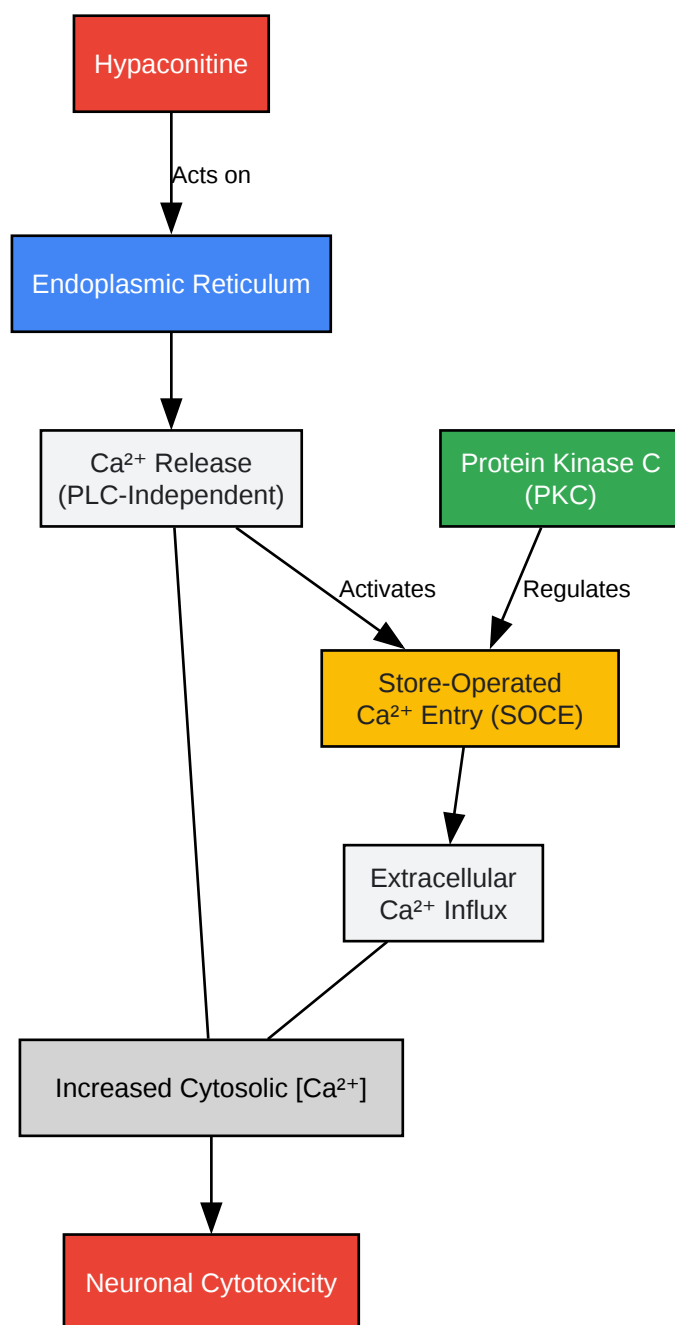 Hypaconitine
Acts on
Endoplasmic Reticulum
Ca²⁺ Release
(PLC-Independent)
Protein Kinase C
(PKC)
Activates
Regulates
Store-Operated
Ca²⁺ Entry (SOCE)
Extracellular
Ca²⁺ Influx
Increased Cytosolic [Ca²⁺]
Neuronal Cytotoxicity